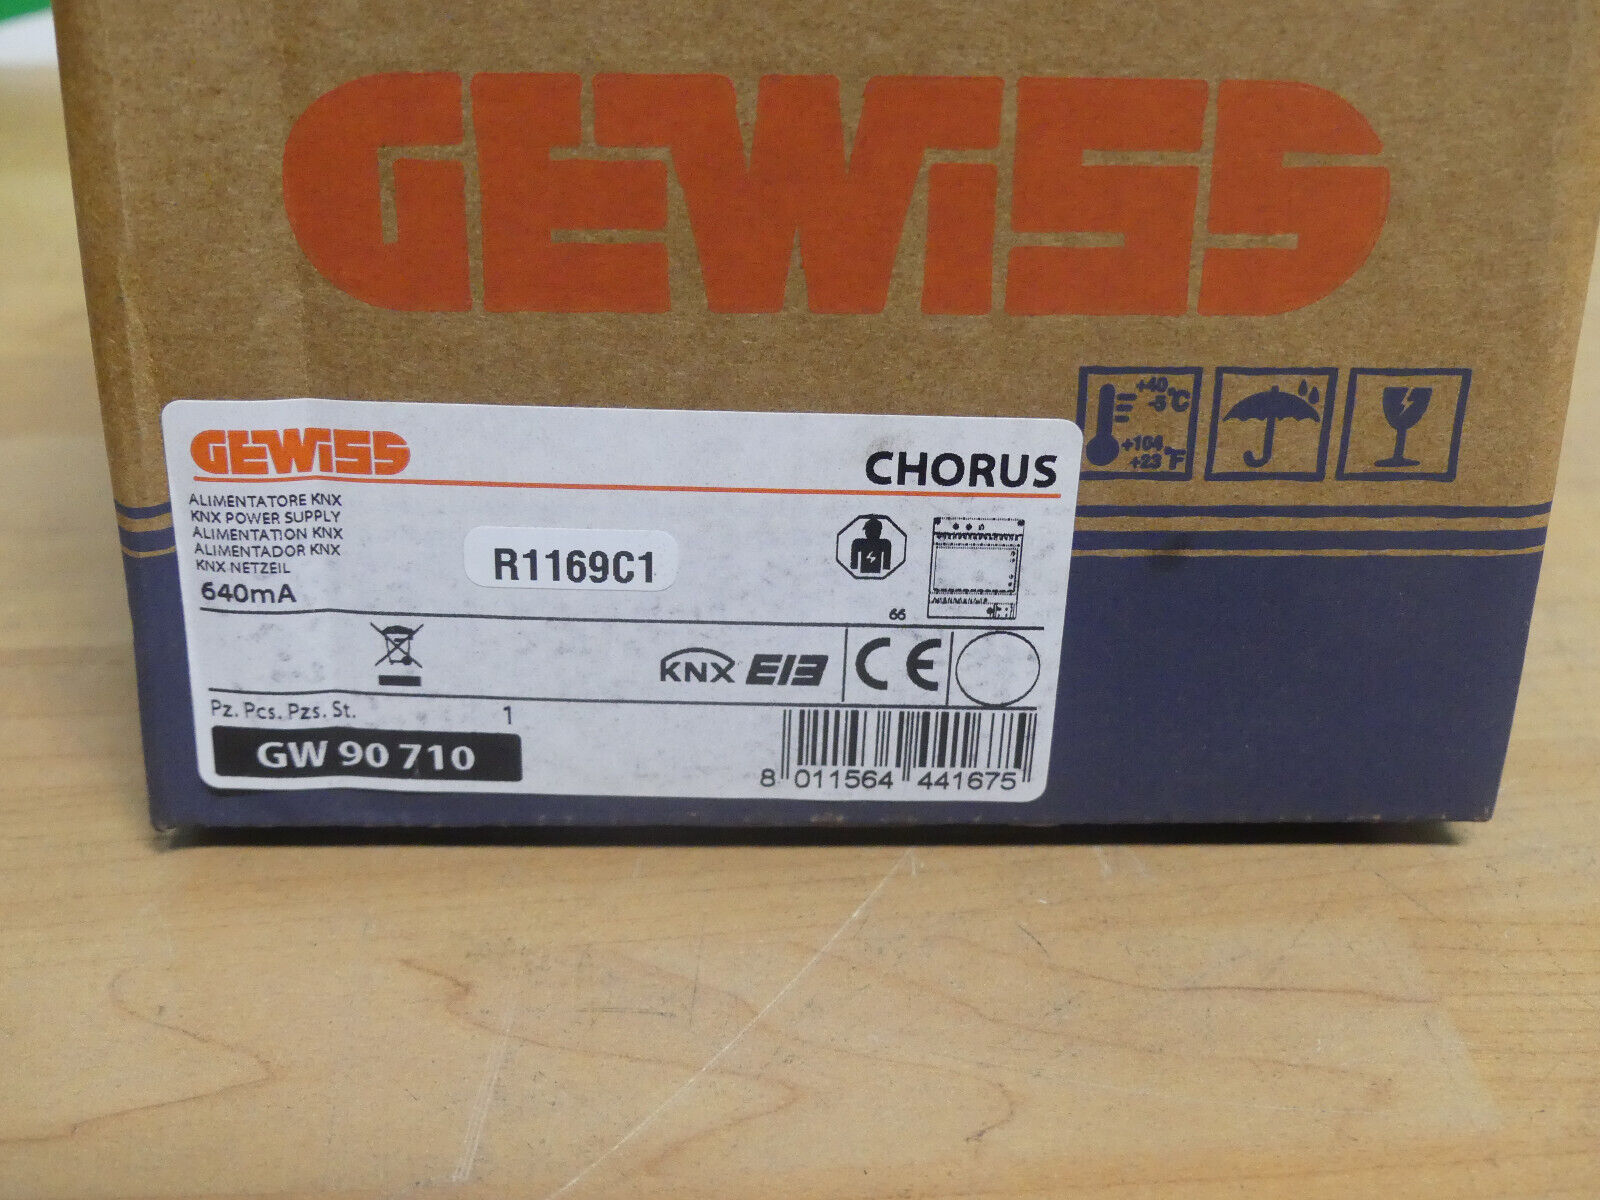 GEWISS
+40 °C
-5
+104 °F
+23
GEWISS
CHORUS
ALIMENTATORE KNX
KNX POWER SUPPLY
ALIMENTATION KNX
ALIMENTADOR KNX
KNX NETZEIL
640mA
R1169C1
66
KNX EIB CE
Pz. Pcs. Pzs. St. 1
GW 90 710
8 011564 441675